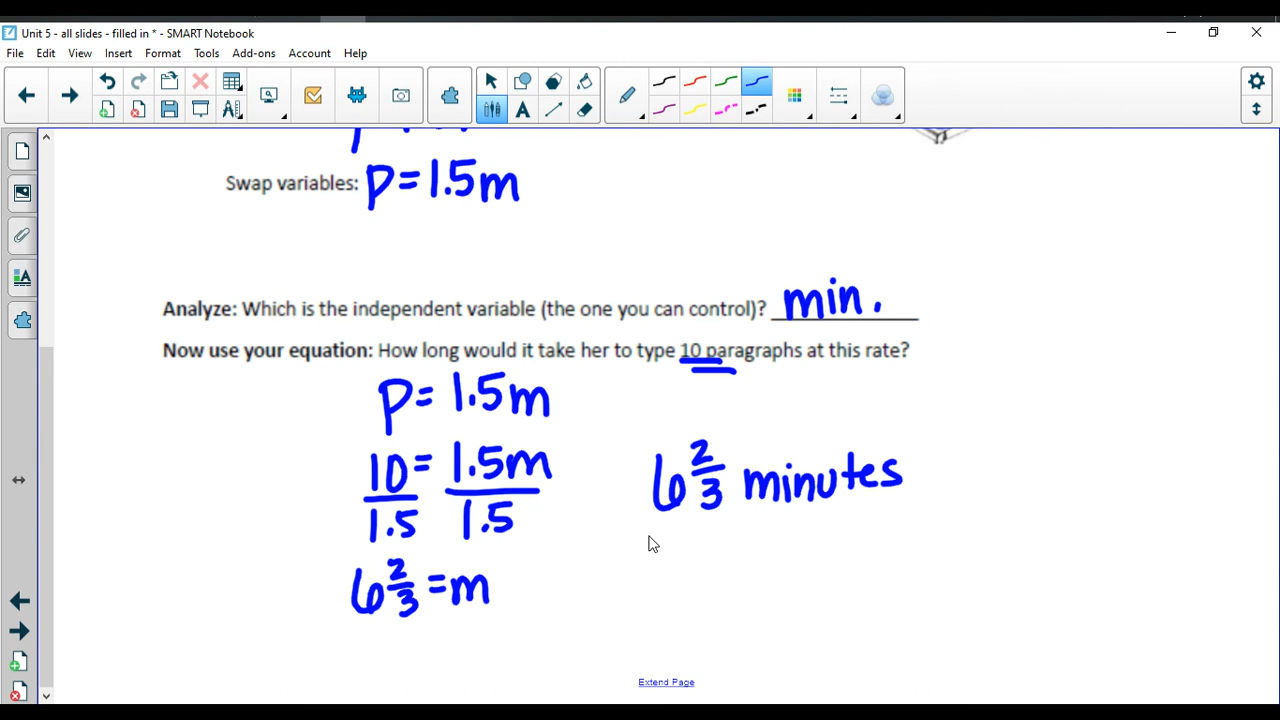 Unit 5 - all slides - filled in * - SMART Notebook
File Edit View Insert Format Tools Add-ons Account Help
Swap variables: p = 1.5m
Analyze: Which is the independent variable (the one you can control)? min.
Now use your equation: How long would it take her to type 10 paragraphs at this rate?
p = 1.5m
10 = 1.5m
1.5 1.5
6 2/3 = m
6 2/3 minutes
Extend Page